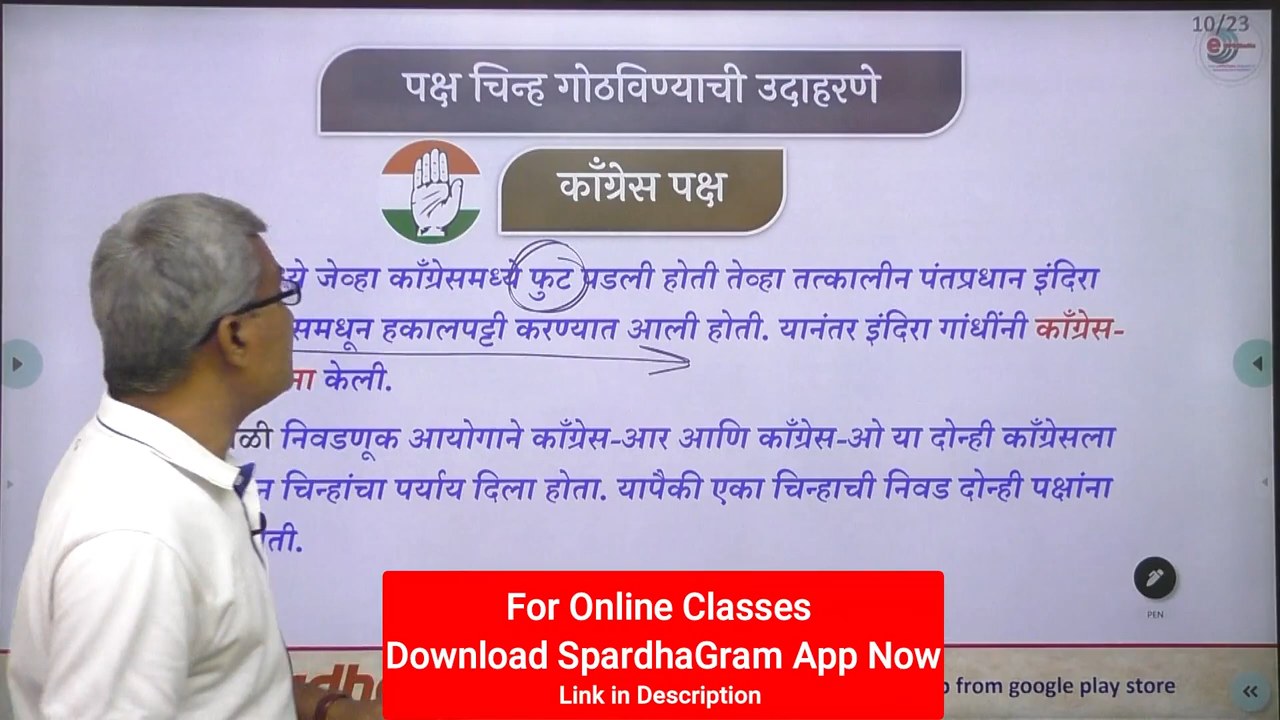 10/23
पक्ष चिन्ह गोठविण्याची उदाहरणे
काँग्रेस पक्ष
जेव्हा काँग्रेसमध्ये फुट पडली होती तेव्हा तत्कालीन पंतप्रधान इंदिरा
समधून हकालपट्टी करण्यात आली होती. यानंतर इंदिरा गांधींनी काँग्रेस-
ना केली.
ळी निवडणूक आयोगाने काँग्रेस-आर आणि काँग्रेस-ओ या दोन्ही काँग्रेसला
न चिन्हांचा पर्याय दिला होता. यापैकी एका चिन्हाची निवड दोन्ही पक्षांना
ती.
PEN
For Online Classes
Download SpardhaGram App Now
Link in Description
from google play store